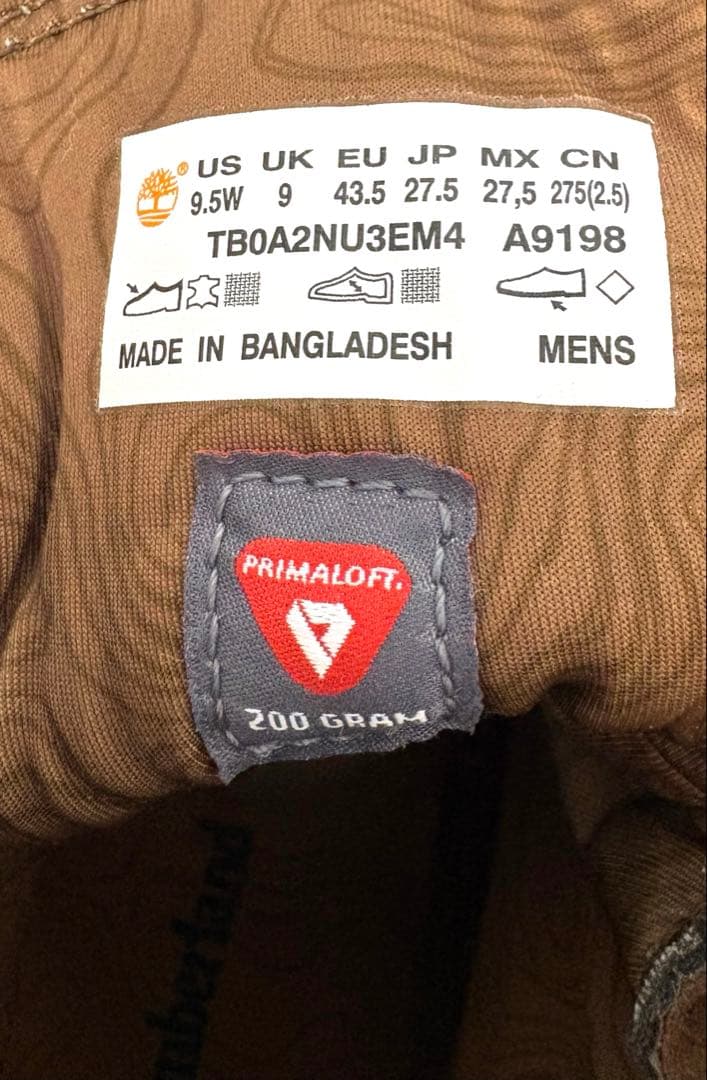 ® US UK EU JP MX CN
9.5W 9 43.5 27.5 27,5 275(2.5)
TB0A2NU3EM4 A9198
MADE IN BANGLADESH MENS
PRIMALOFT.
200 GRAM